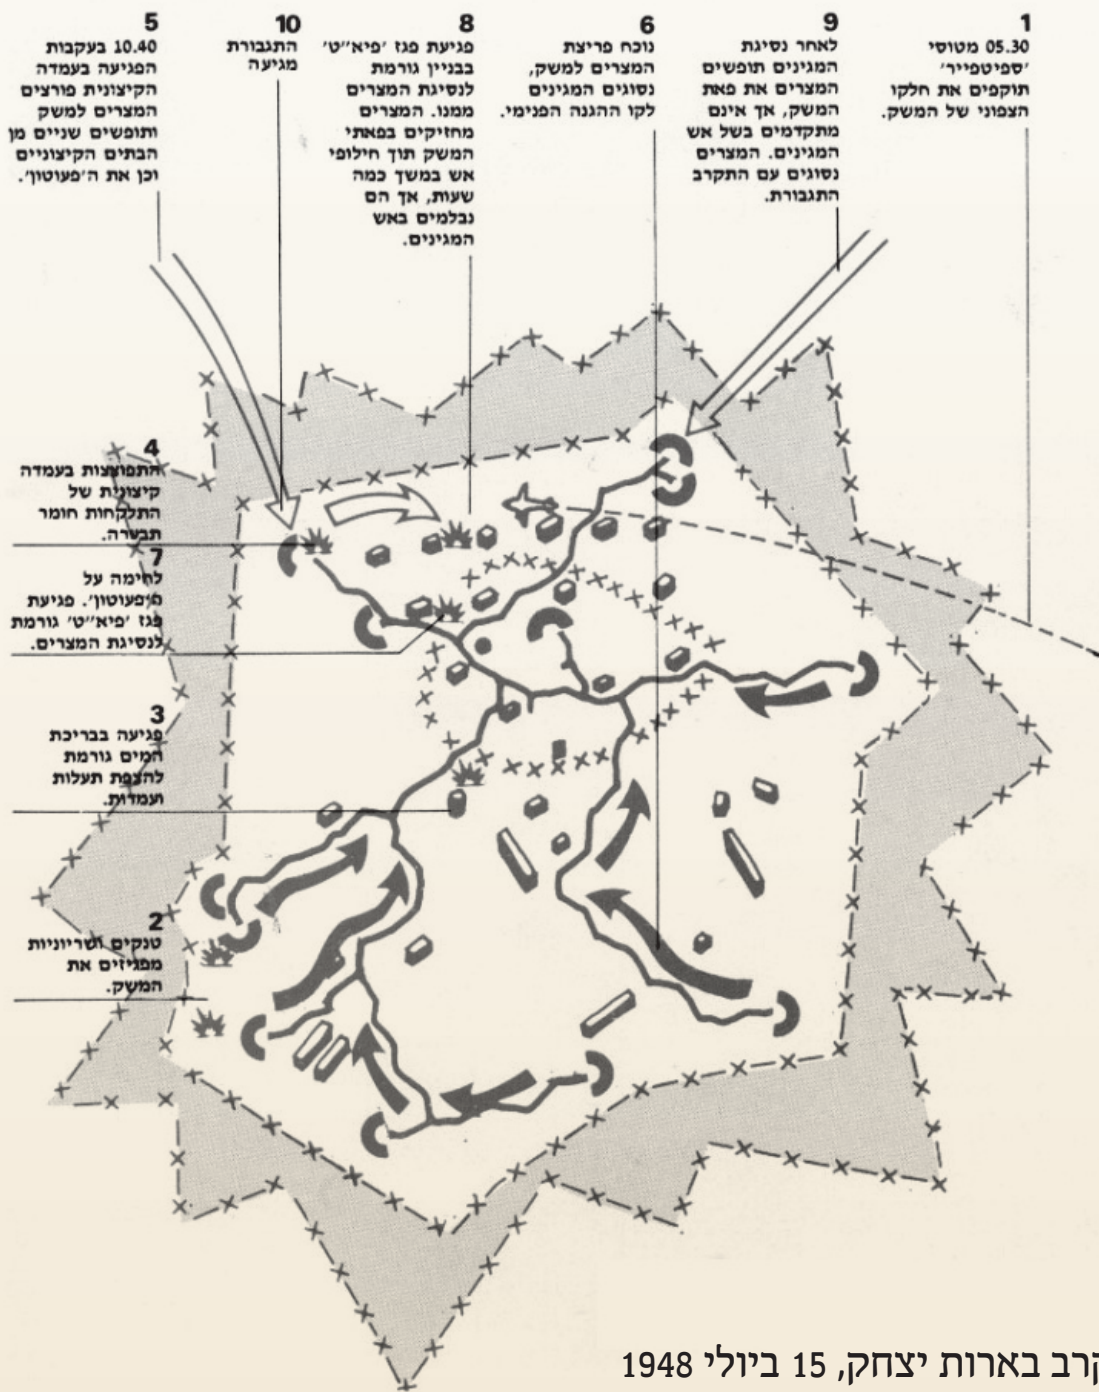 1
05.30 מטוסי
'ספיטפייר'
תוקפים את חלקו
הצפוני של המשק.
9
לאחר נסיגת
המגינים תופשים
המצרים את פאת
המשק, אך אינם
מתקדמים בשל אש
המגינים. המצרים
נסוגים עם התקרב
התגבורת.
6
נוכח פריצת
המצרים למשק,
נסוגים המגינים
לקו ההגנה הפנימי.
8
פגיעת פגז 'פיא''ט'
בבניין גורמת
לנסיגת המצרים
ממנו. המצרים
מחזיקים בפאתי
המשק תוך חילופי
אש במשך כמה
שעות, אך הם
נבלמים באש
המגינים.
10
התגבורת
מגיעה
5
10.40 בעקבות
הפגיעה בעמדה
הקיצונית פורצים
המצרים למשק
ותופשים שניים מן
הבתים הקיצוניים
וכן את ה'פעוטון'.
4
התפוצצות בעמדה
קיצונית של
התלקחות חומר
תבערה.
7
לחימה על
ה'פעוטון'. פגיעת
פגז 'פיא''ט' גורמת
לנסיגת המצרים.
3
פגיעה בבריכת
המים גורמת
להצפת תעלות
ועמדות.
2
טנקים ושריוניות
מפגיזים את
המשק.
קרב בארות יצחק, 15 ביולי 1948